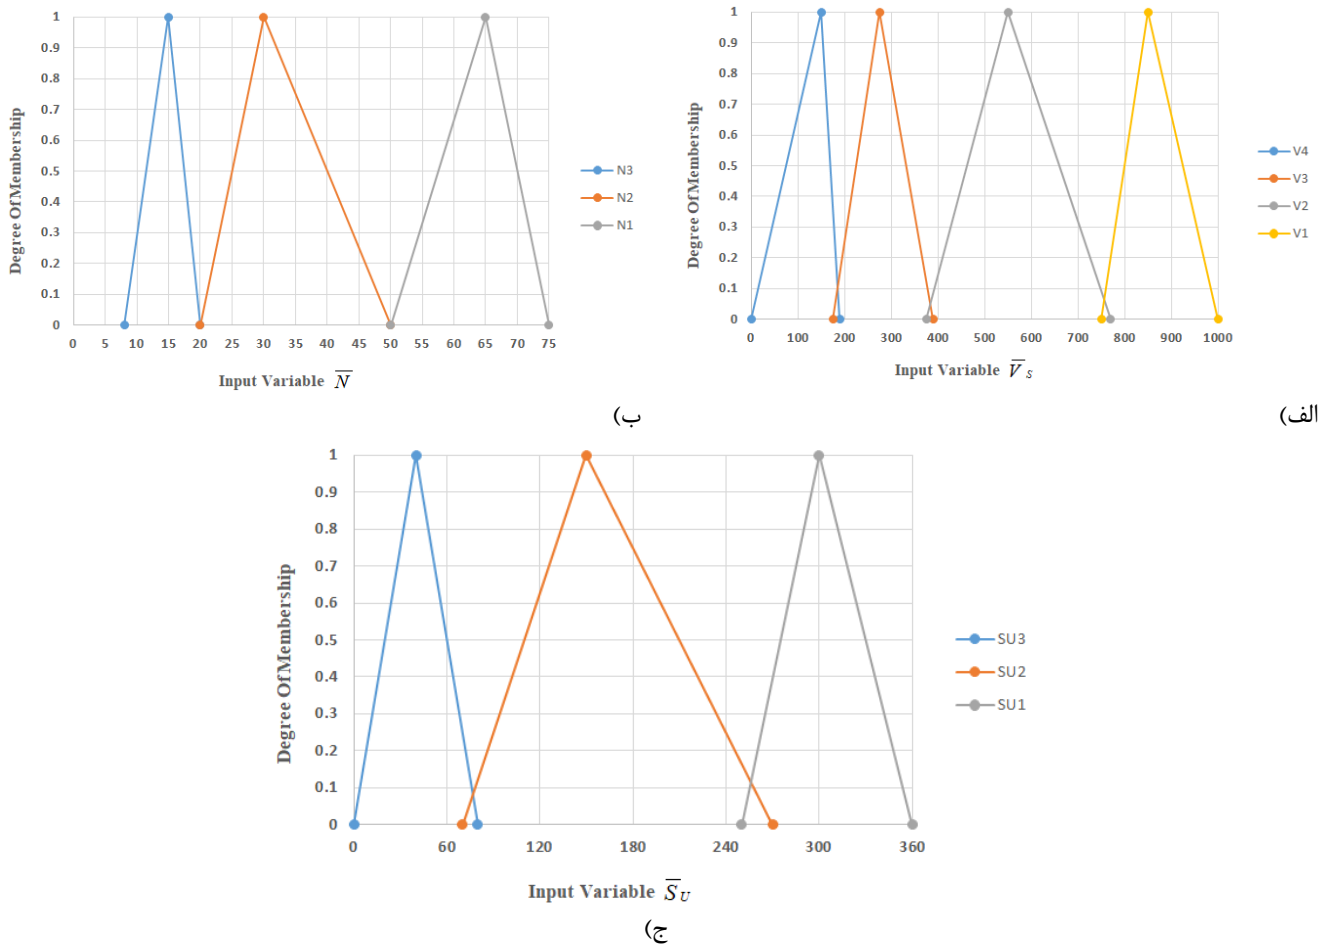 1
0.9
0.8
0.7
0.6
0.5
0.4
0.3
0.2
0.1
0
Degree Of Membership
0 5 10 15 20 25 30 35 40 45 50 55 60 65 70 75
Input Variable N̅
N3
N2
N1
ب)
1
0.9
0.8
0.7
0.6
0.5
0.4
0.3
0.2
0.1
0
Degree Of Membership
0 100 200 300 400 500 600 700 800 900 1000
Input Variable V̅ S
V4
V3
V2
V1
الف)
1
0.9
0.8
0.7
0.6
0.5
0.4
0.3
0.2
0.1
0
Degree Of Membership
0 60 120 180 240 300 360
Input Variable S̅ U
SU3
SU2
SU1
ج)